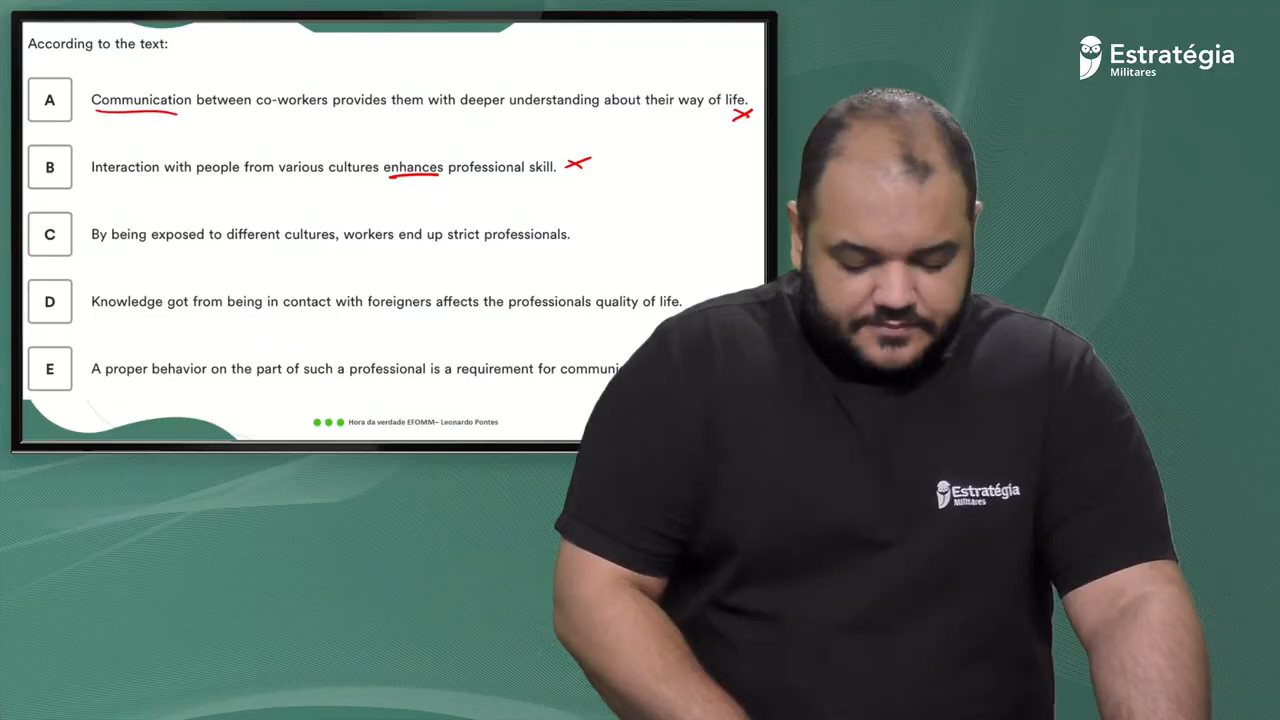 According to the text:
A Communication between co-workers provides them with deeper understanding about their way of life.
B Interaction with people from various cultures enhances professional skill.
C By being exposed to different cultures, workers end up strict professionals.
D Knowledge got from being in contact with foreigners affects the professionals quality of life.
E A proper behavior on the part of such a professional is a requirement for
Hora da verdade EFOMM– Leonardo Pontes
Estratégia
Militares
Estratégia
Militares